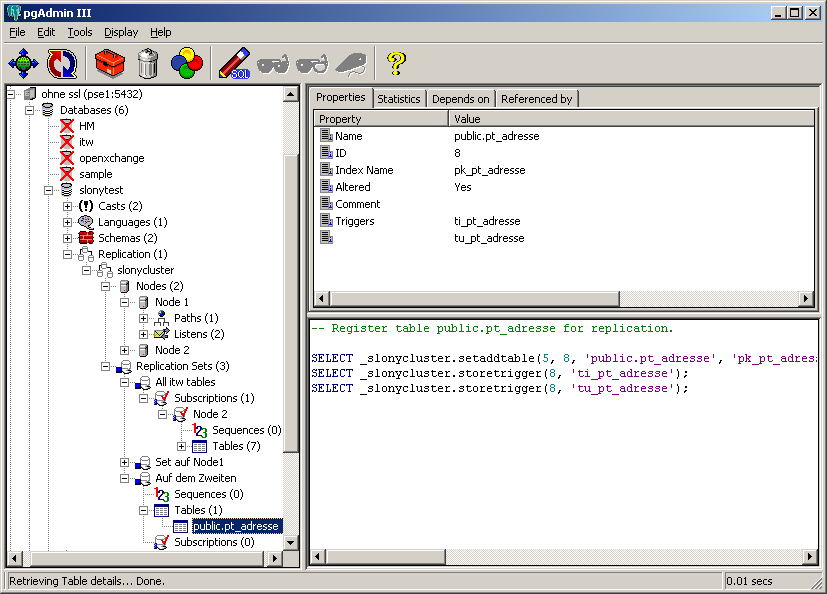 pgAdmin III
File Edit Tools Display Help
SQL
ohne ssl (pse1:5432)
Databases (6)
HM
itw
openxchange
sample
slonytest
Casts (2)
Languages (1)
Schemas (2)
Replication (1)
slonycluster
Nodes (2)
Node 1
Paths (1)
Listens (2)
Node 2
Replication Sets (3)
All itw tables
Subscriptions (1)
Node 2
Sequences (0)
Tables (7)
Set auf Node1
Auf dem Zweiten
Sequences (0)
Tables (1)
public.pt_adresse
Subscriptions (0)
Properties Statistics Depends on Referenced by
Property Value
Name public.pt_adresse
ID 8
Index Name pk_pt_adresse
Altered Yes
Comment
Triggers ti_pt_adresse
tu_pt_adresse
-- Register table public.pt_adresse for replication.
SELECT _slonycluster.setaddtable(5, 8, 'public.pt_adresse', 'pk_pt_adress
SELECT _slonycluster.storetrigger(8, 'ti_pt_adresse');
SELECT _slonycluster.storetrigger(8, 'tu_pt_adresse');
Retrieving Table details... Done. 0.01 secs